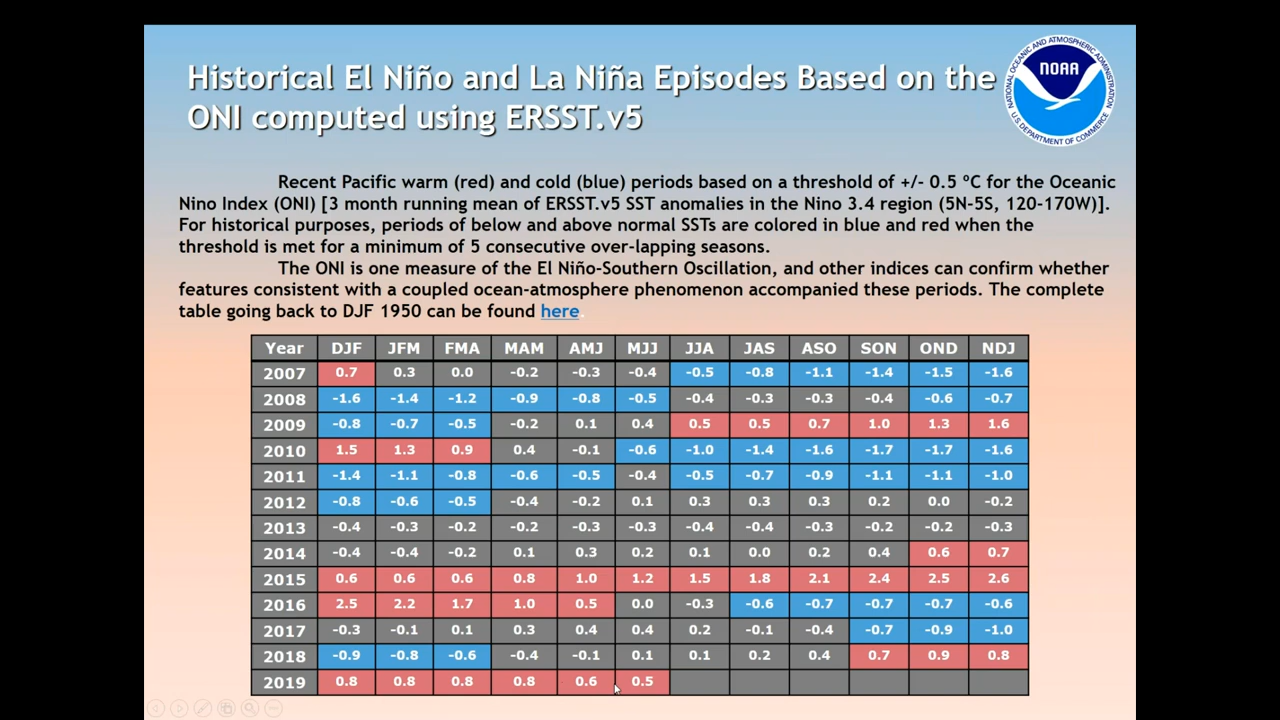 Historical El Niño and La Niña Episodes Based on the
ONI computed using ERSST.v5
NATIONAL OCEANIC AND ATMOSPHERIC ADMINISTRATION
NOAA
U.S. DEPARTMENT OF COMMERCE
Recent Pacific warm (red) and cold (blue) periods based on a threshold of +/- 0.5 ºC for the Oceanic
Nino Index (ONI) [3 month running mean of ERSST.v5 SST anomalies in the Nino 3.4 region (5N-5S, 120-170W)].
For historical purposes, periods of below and above normal SSTs are colored in blue and red when the
threshold is met for a minimum of 5 consecutive over-lapping seasons.
The ONI is one measure of the El Niño-Southern Oscillation, and other indices can confirm whether
features consistent with a coupled ocean-atmosphere phenomenon accompanied these periods. The complete
table going back to DJF 1950 can be found here.
Year DJF JFM FMA MAM AMJ MJJ JJA JAS ASO SON OND NDJ
2007 0.7 0.3 0.0 -0.2 -0.3 -0.4 -0.5 -0.8 -1.1 -1.4 -1.5 -1.6
2008 -1.6 -1.4 -1.2 -0.9 -0.8 -0.5 -0.4 -0.3 -0.3 -0.4 -0.6 -0.7
2009 -0.8 -0.7 -0.5 -0.2 0.1 0.4 0.5 0.5 0.7 1.0 1.3 1.6
2010 1.5 1.3 0.9 0.4 -0.1 -0.6 -1.0 -1.4 -1.6 -1.7 -1.7 -1.6
2011 -1.4 -1.1 -0.8 -0.6 -0.5 -0.4 -0.5 -0.7 -0.9 -1.1 -1.1 -1.0
2012 -0.8 -0.6 -0.5 -0.4 -0.2 0.1 0.3 0.3 0.3 0.2 0.0 -0.2
2013 -0.4 -0.3 -0.2 -0.2 -0.3 -0.3 -0.4 -0.4 -0.3 -0.2 -0.2 -0.3
2014 -0.4 -0.4 -0.2 0.1 0.3 0.2 0.1 0.0 0.2 0.4 0.6 0.7
2015 0.6 0.6 0.6 0.8 1.0 1.2 1.5 1.8 2.1 2.4 2.5 2.6
2016 2.5 2.2 1.7 1.0 0.5 0.0 -0.3 -0.6 -0.7 -0.7 -0.7 -0.6
2017 -0.3 -0.1 0.1 0.3 0.4 0.4 0.2 -0.1 -0.4 -0.7 -0.9 -1.0
2018 -0.9 -0.8 -0.6 -0.4 -0.1 0.1 0.1 0.2 0.4 0.7 0.9 0.8
2019 0.8 0.8 0.8 0.8 0.6 0.5